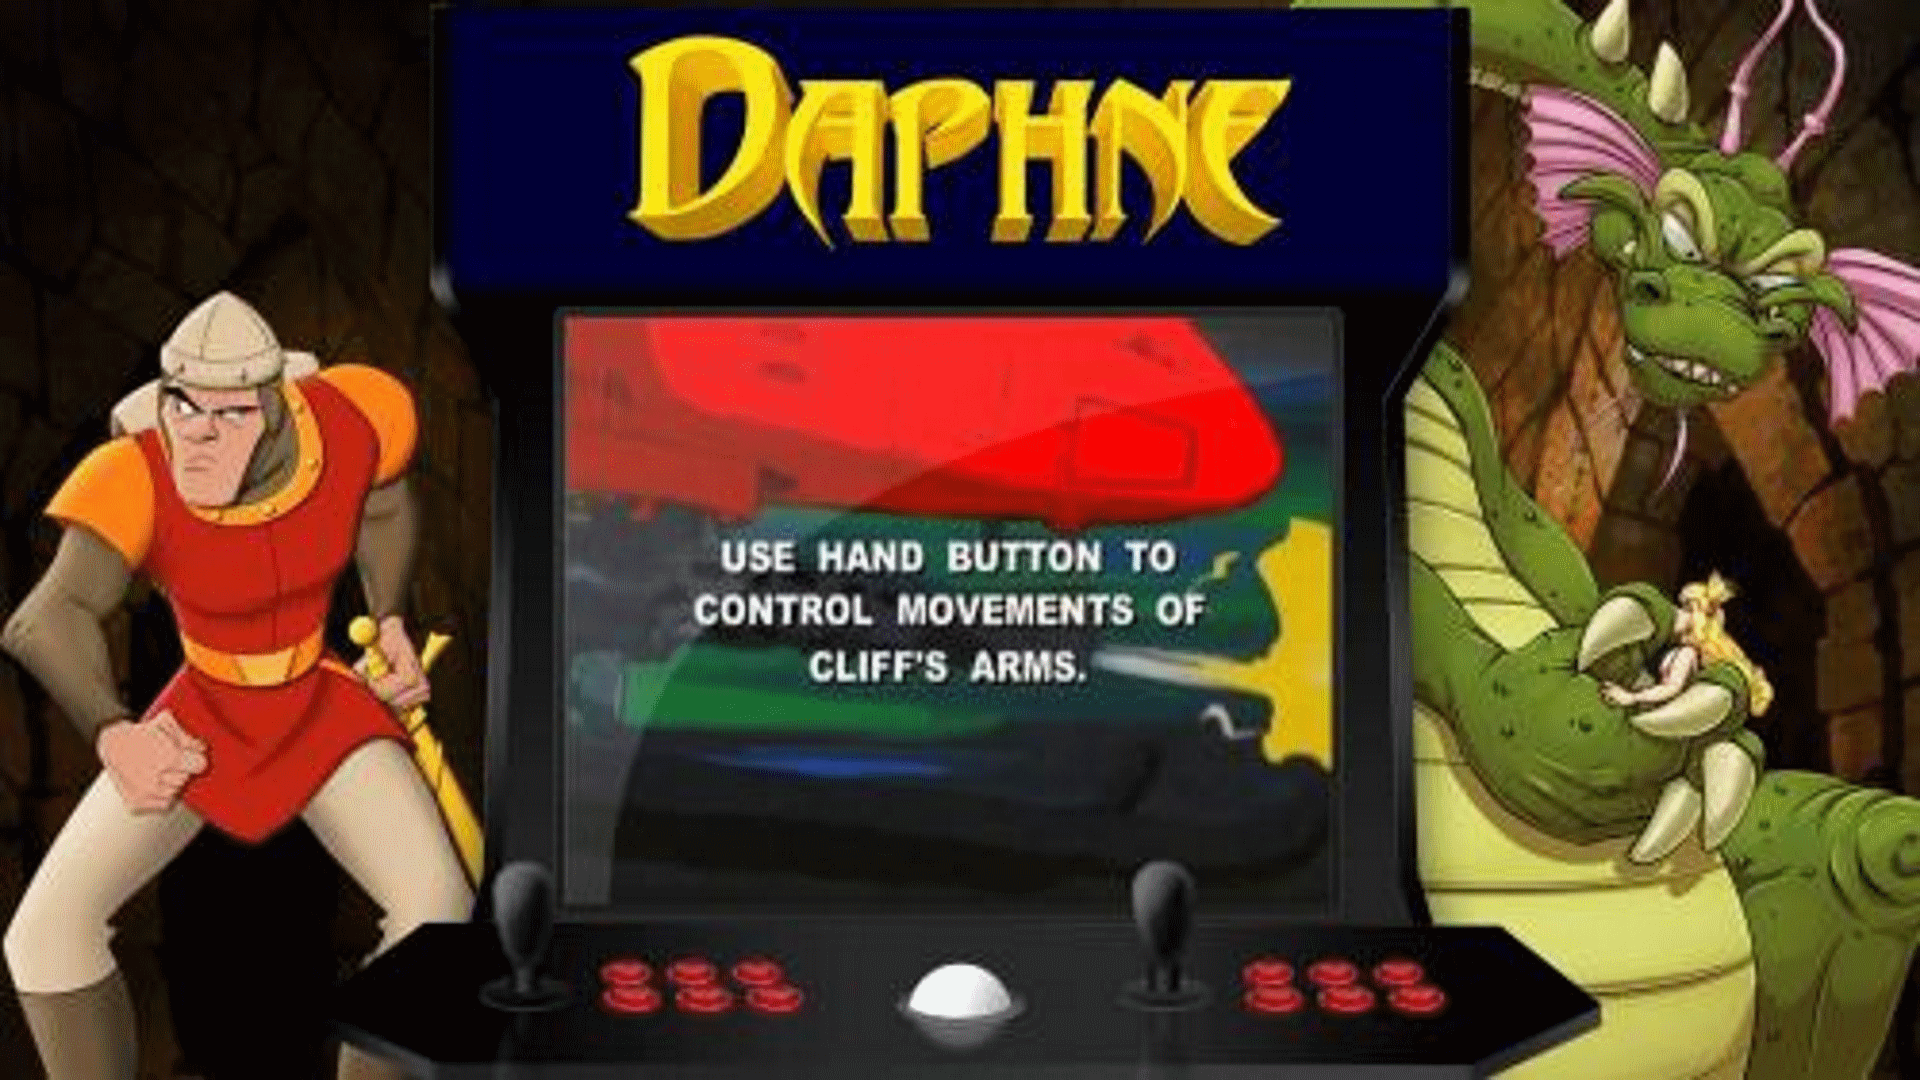 DAPHNE
USE HAND BUTTON TO
CONTROL MOVEMENTS OF
CLIFF'S ARMS.